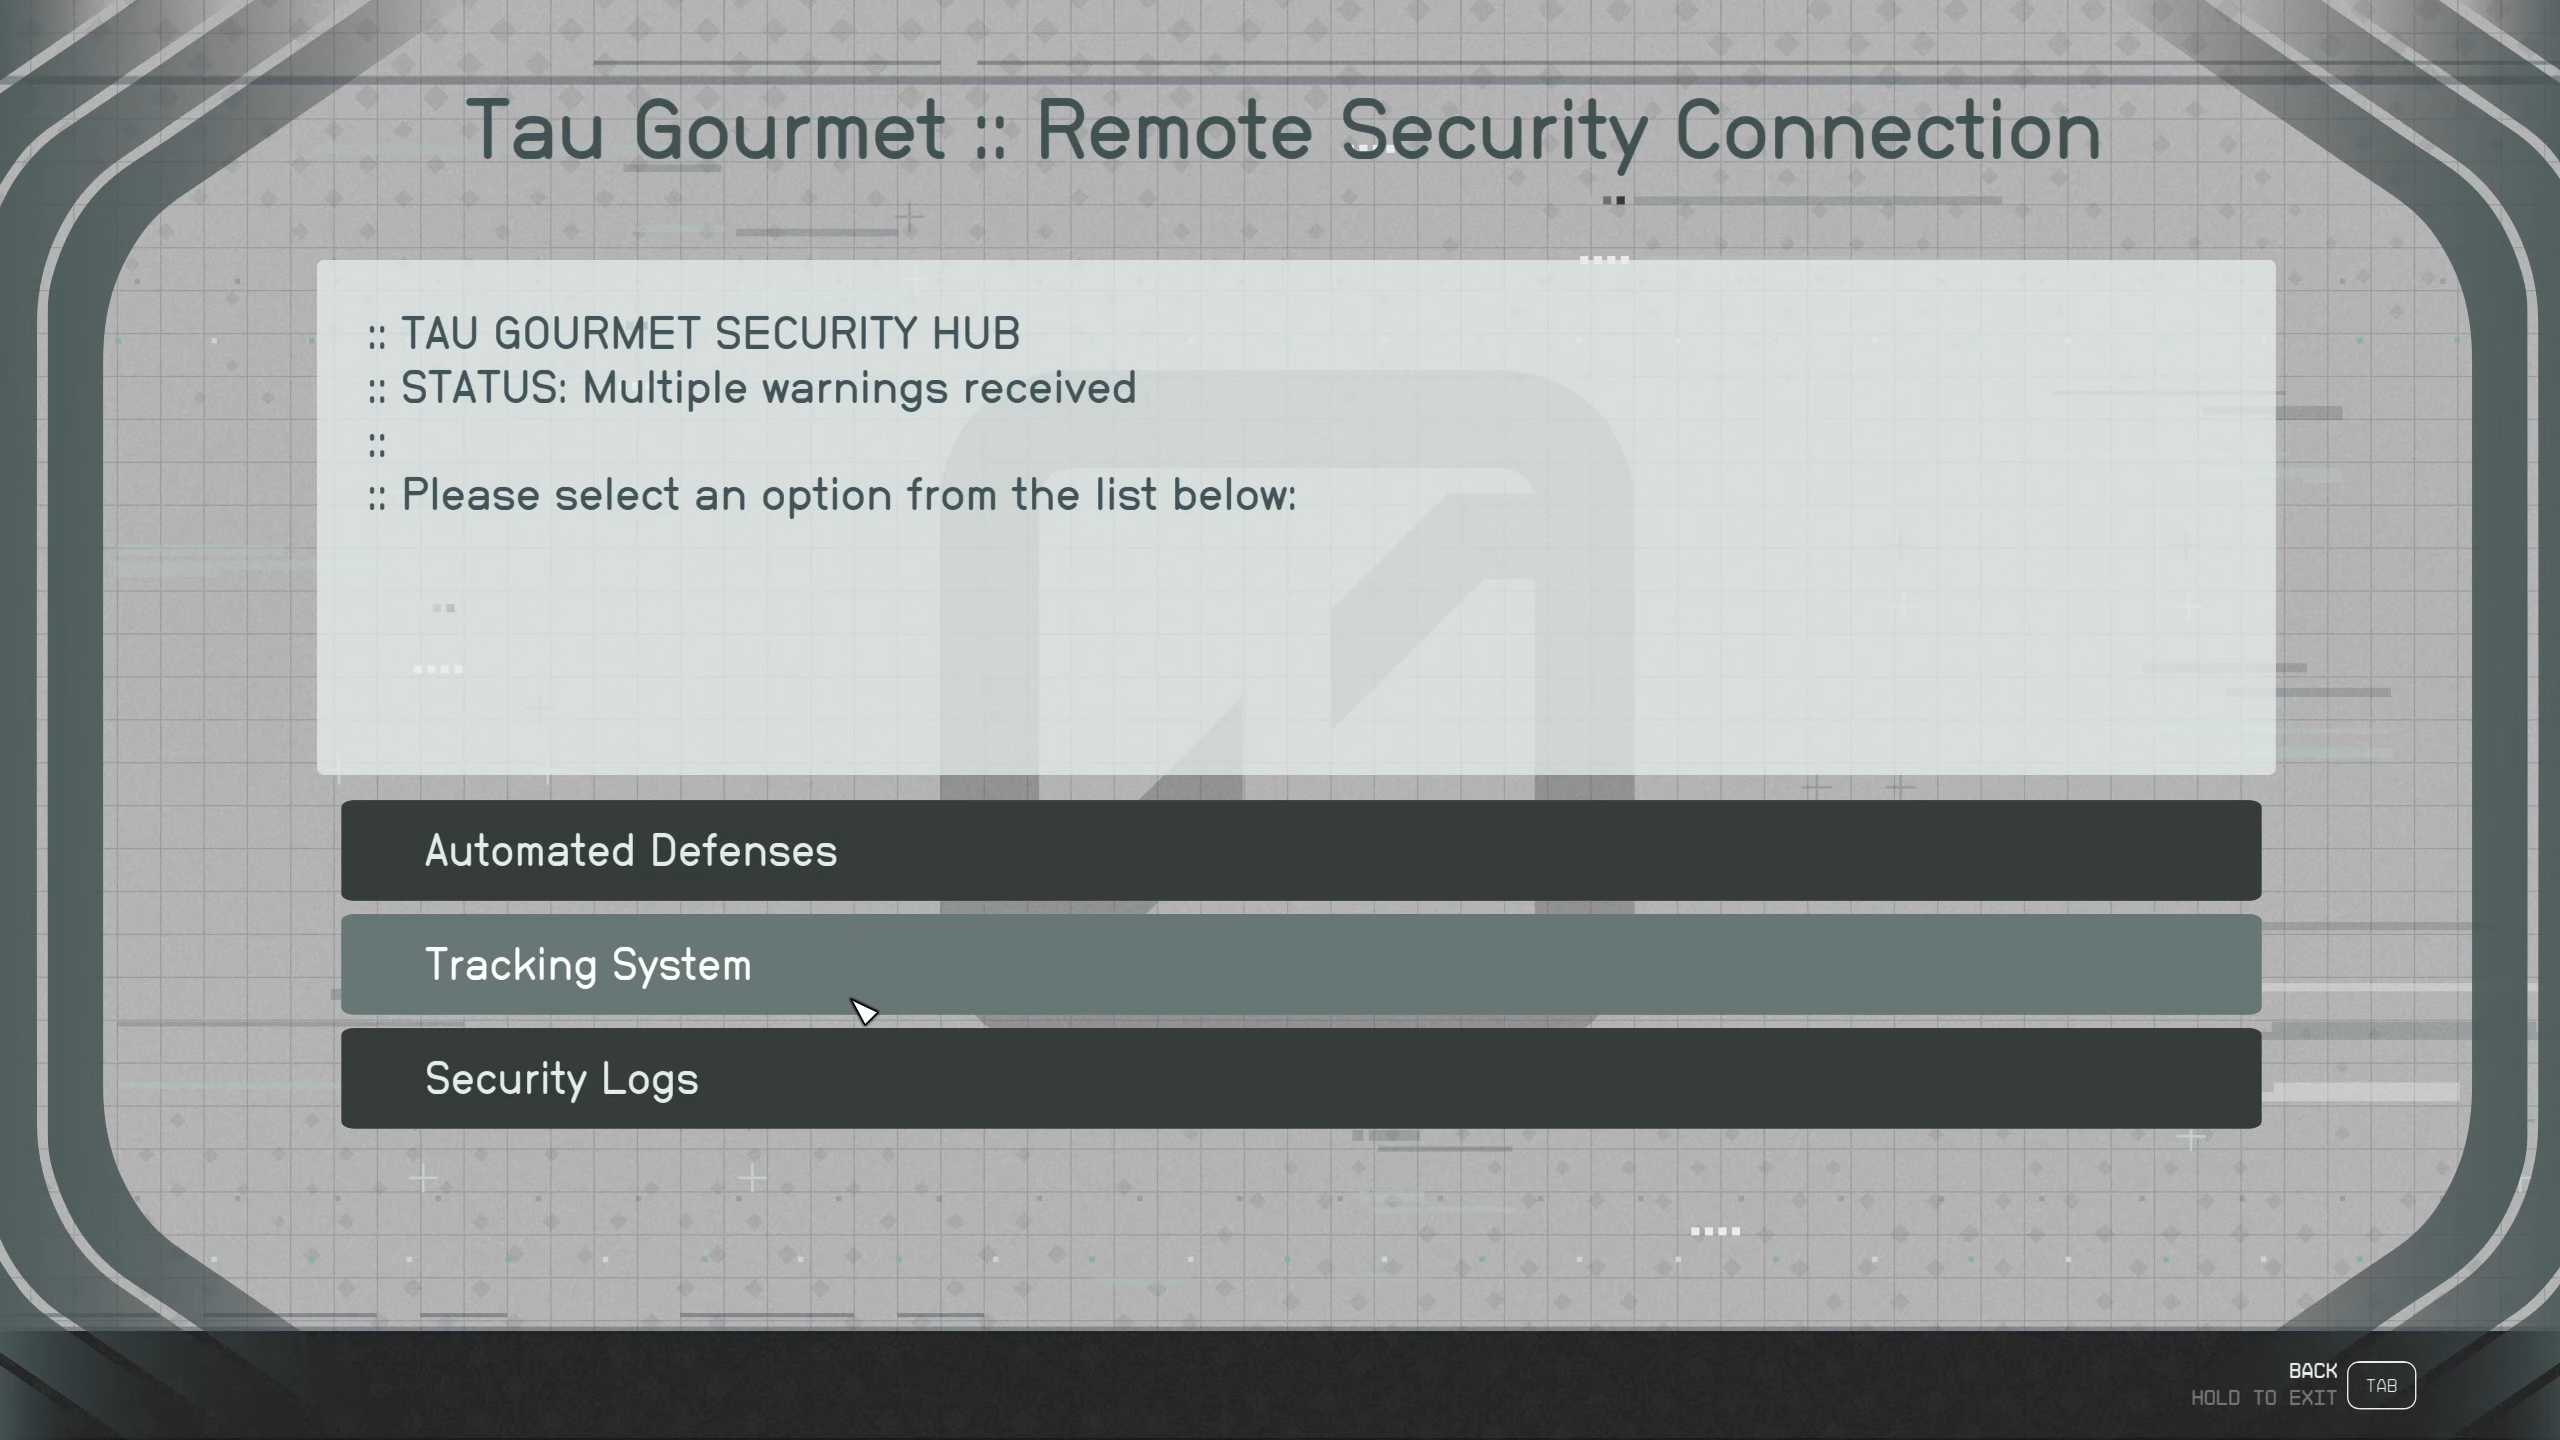 Tau Gourmet :: Remote Security Connection
:: TAU GOURMET SECURITY HUB
:: STATUS: Multiple warnings received
::
:: Please select an option from the list below:
Automated Defenses
Tracking System
Security Logs
BACK
HOLD TO EXIT
TAB